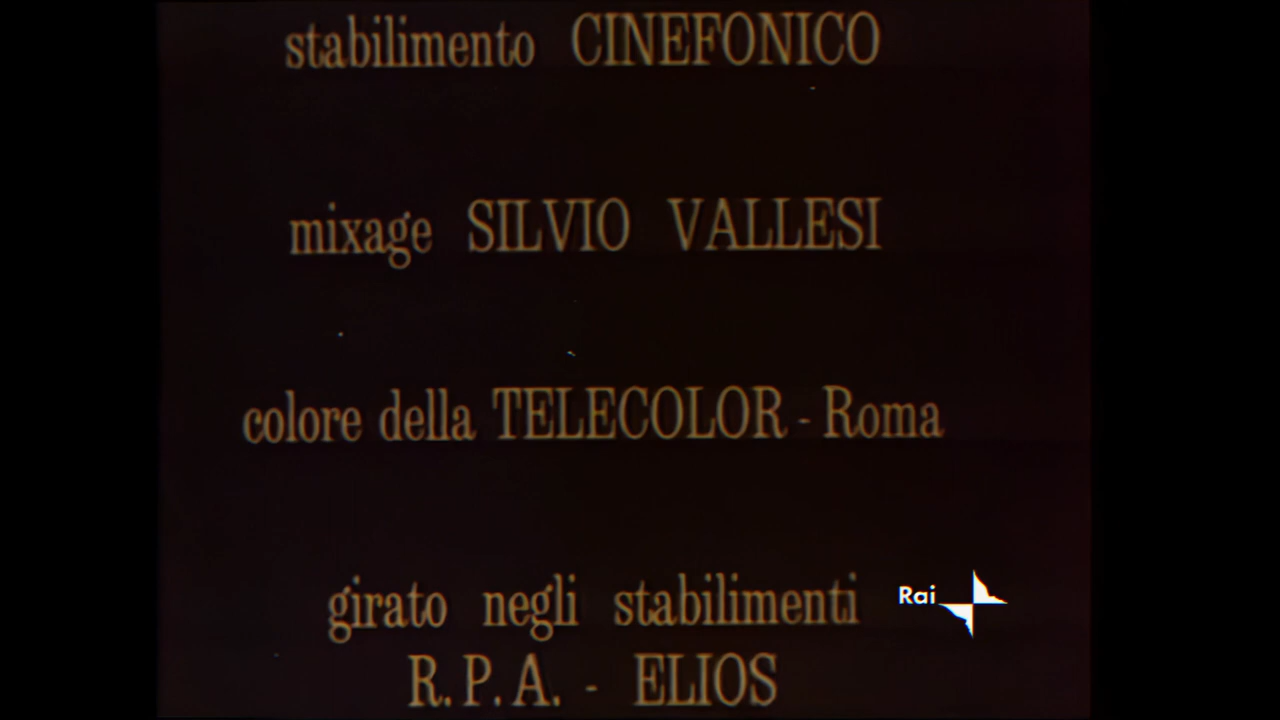 stabilimento CINEFONICO
mixage SILVIO VALLESI
colore della TELECOLOR - Roma
girato negli stabilimenti
Rai
R. P. A. - ELIOS